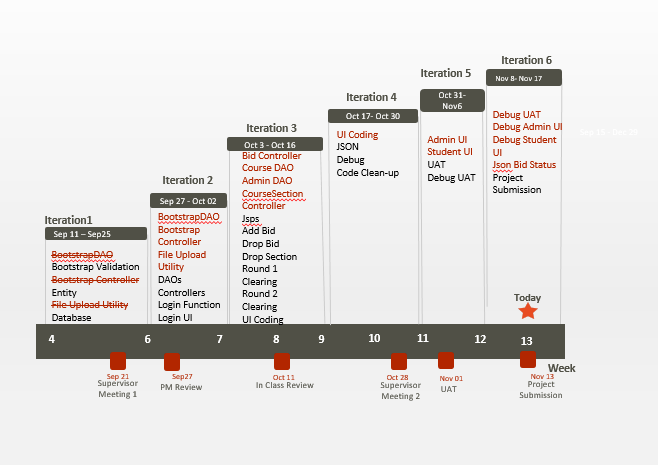 Iteration1
Sep 11 – Sep25
BootstrapDAO
Bootstrap Validation
Bootstrap Controller
Entity
File Upload Utility
Database
Iteration 2
Sep 27 - Oct 02
BootstrapDAO
Bootstrap
Controller
File Upload
Utility
DAOs
Controllers
Login Function
Login UI
Iteration 3
Oct 3 - Oct 16
Bid Controller
Course DAO
Admin DAO
CourseSection
Controller
Jsps
Add Bid
Drop Bid
Drop Section
Round 1
Clearing
Round 2
Clearing
UI Coding
Iteration 4
Oct 17- Oct 30
UI Coding
JSON
Debug
Code Clean-up
Iteration 5
Oct 31-
Nov6
Admin UI
Student UI
UAT
Debug UAT
Iteration 6
Nov 8- Nov 17
Debug UAT
Debug Admin UI
Debug Student
UI
Json Bid Status
Project
Submission
Today
4 6 7 8 9 10 11 12 13
Week
Sep 21
Supervisor
Meeting 1
Sep27
PM Review
Oct 11
In Class Review
Oct 28
Supervisor
Meeting 2
Nov 01
UAT
Nov 13
Project
Submission